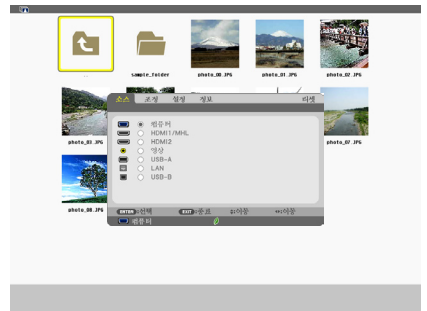 ..
sample_folder
photo_00.JPG
photo_01.JPG
photo_02.JPG
소스 조정 설정 정보 리셋
photo_03.JPG
photo_07.JPG
컴퓨터
HDMI1/MHL
HDMI2
영상
USB-A
LAN
USB-B
photo_08.JPG
ENTER :선택 EXIT :종료 ↕:이동 ↔:이동
컴퓨터